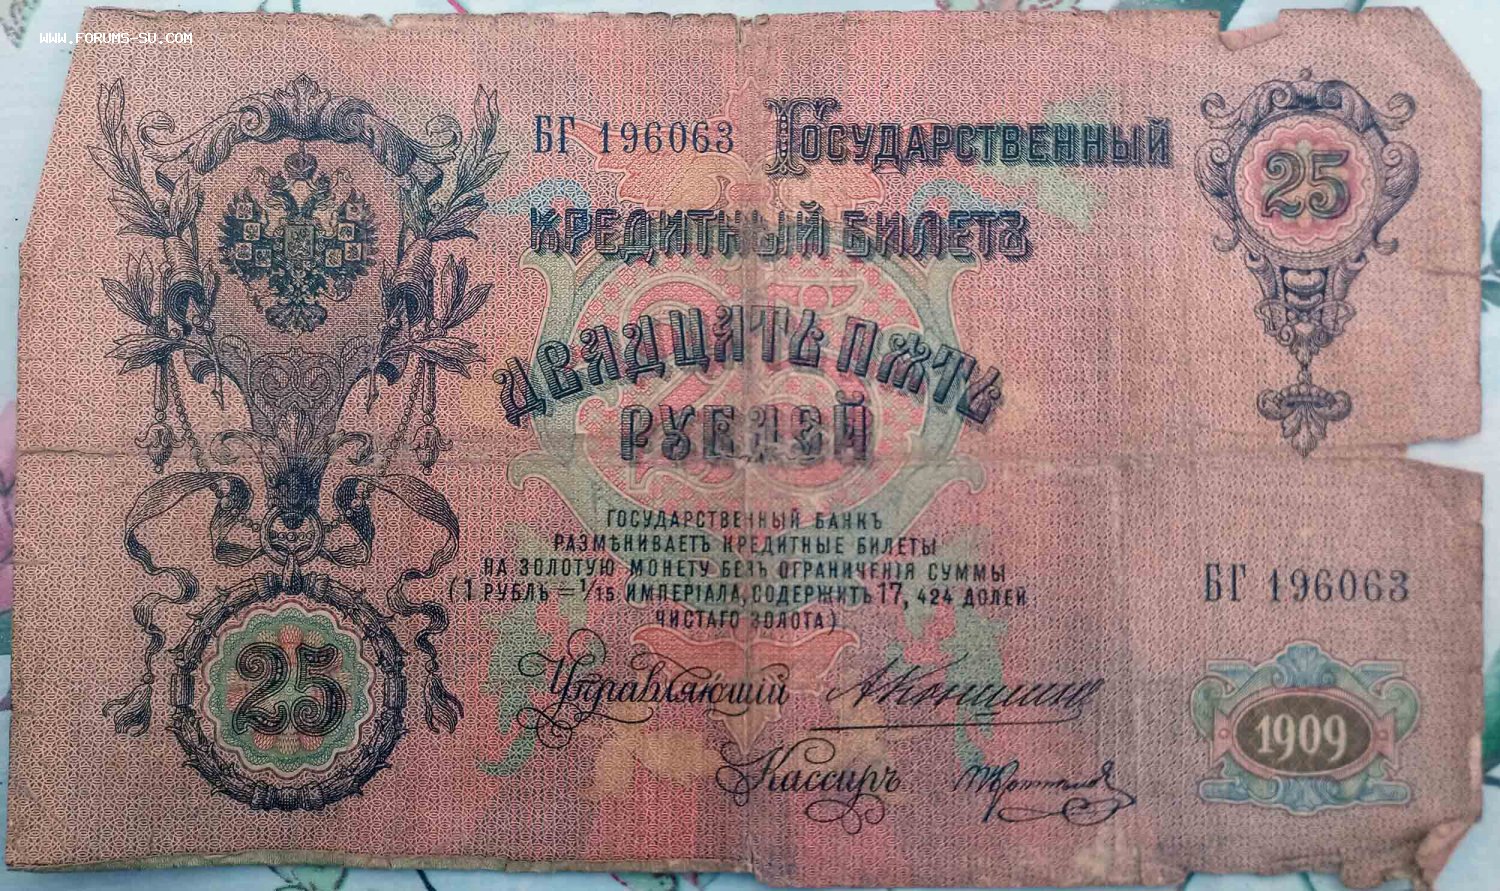 WWW.FORUMS-SU.COM
БГ 196063
ГОСУДАРСТВЕННЫЙ
КРЕДИТНЫЙ БИЛЕТЪ
ДВАДЦАТЬ ПЯТЬ
РУБЛЕЙ
ГОСУДАРСТВЕННЫЙ БАНКЪ
РАЗМѢНИВАЕТЪ КРЕДИТНЫЕ БИЛЕТЫ
НА ЗОЛОТУЮ МОНЕТУ БЕЗЪ ОГРАНИЧЕНІЯ СУММЫ
(1 РУБЛЬ = 1/15 ИМПЕРІАЛА, СОДЕРЖИТЪ 17, 424 ДОЛЕЙ
ЧИСТАГО ЗОЛОТА)
Управляющій А Коншинъ
Кассиръ
25
25
БГ 196063
1909